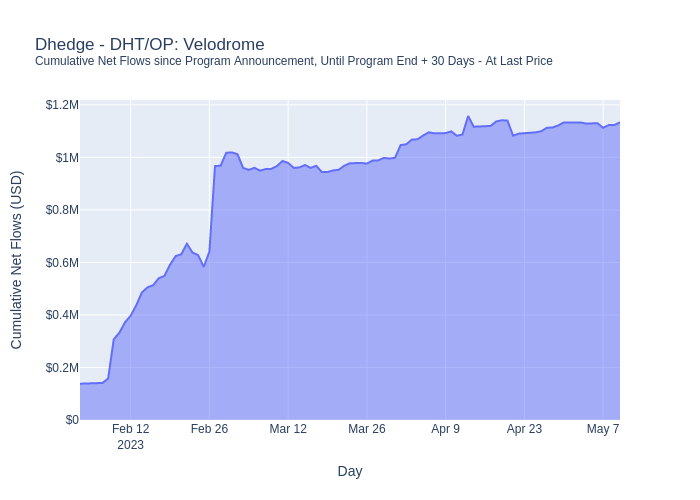 Dhedge - DHT/OP: Velodrome
Cumulative Net Flows since Program Announcement, Until Program End + 30 Days - At Last Price
Cumulative Net Flows (USD)
$1.2M
$1M
$0.8M
$0.6M
$0.4M
$0.2M
$0
Feb 12 Feb 26 Mar 12 Mar 26 Apr 9 Apr 23 May 7
2023
Day